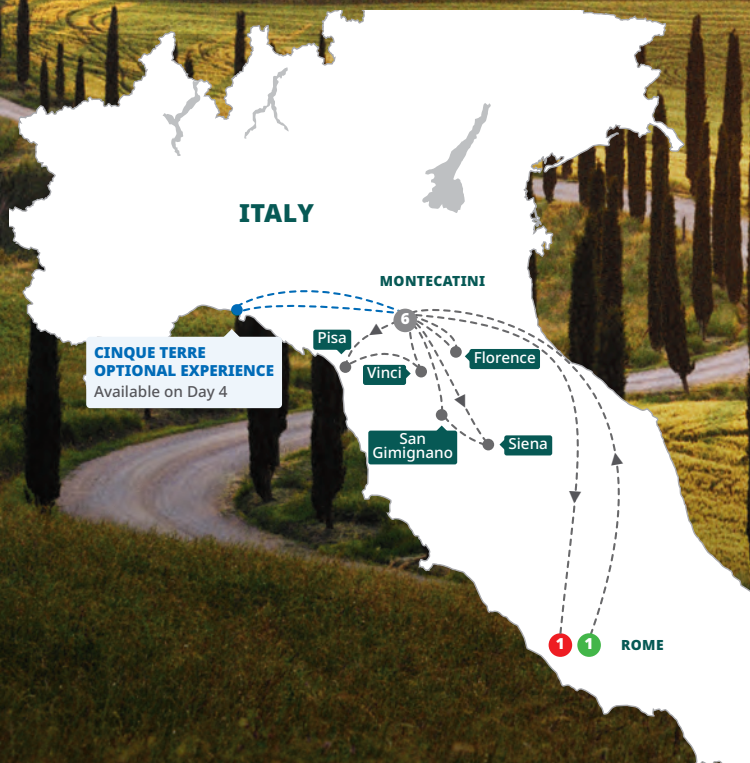 ITALY
MONTECATINI
6
Pisa
Florence
Vinci
CINQUE TERRE
OPTIONAL EXPERIENCE
Available on Day 4
San
Gimignano
Siena
1
1
ROME